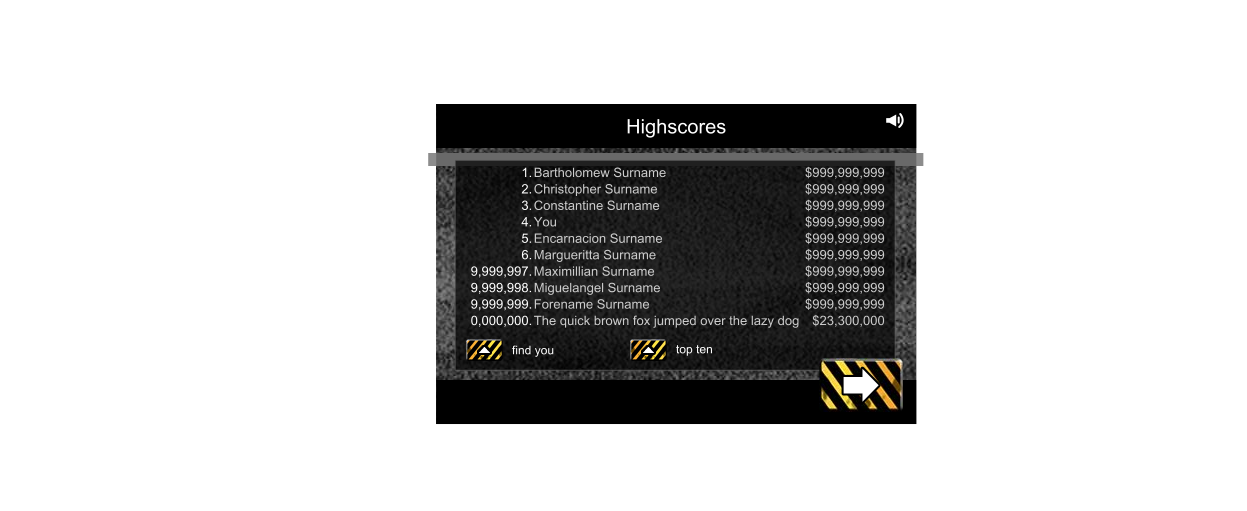 Highscores
1. Bartholomew Surname $999,999,999
2. Christopher Surname $999,999,999
3. Constantine Surname $999,999,999
4. You $999,999,999
5. Encarnacion Surname $999,999,999
6. Margueritta Surname $999,999,999
9,999,997. Maximillian Surname $999,999,999
9,999,998. Miguelangel Surname $999,999,999
9,999,999. Forename Surname $999,999,999
0,000,000. The quick brown fox jumped over the lazy dog $23,300,000
find you top ten